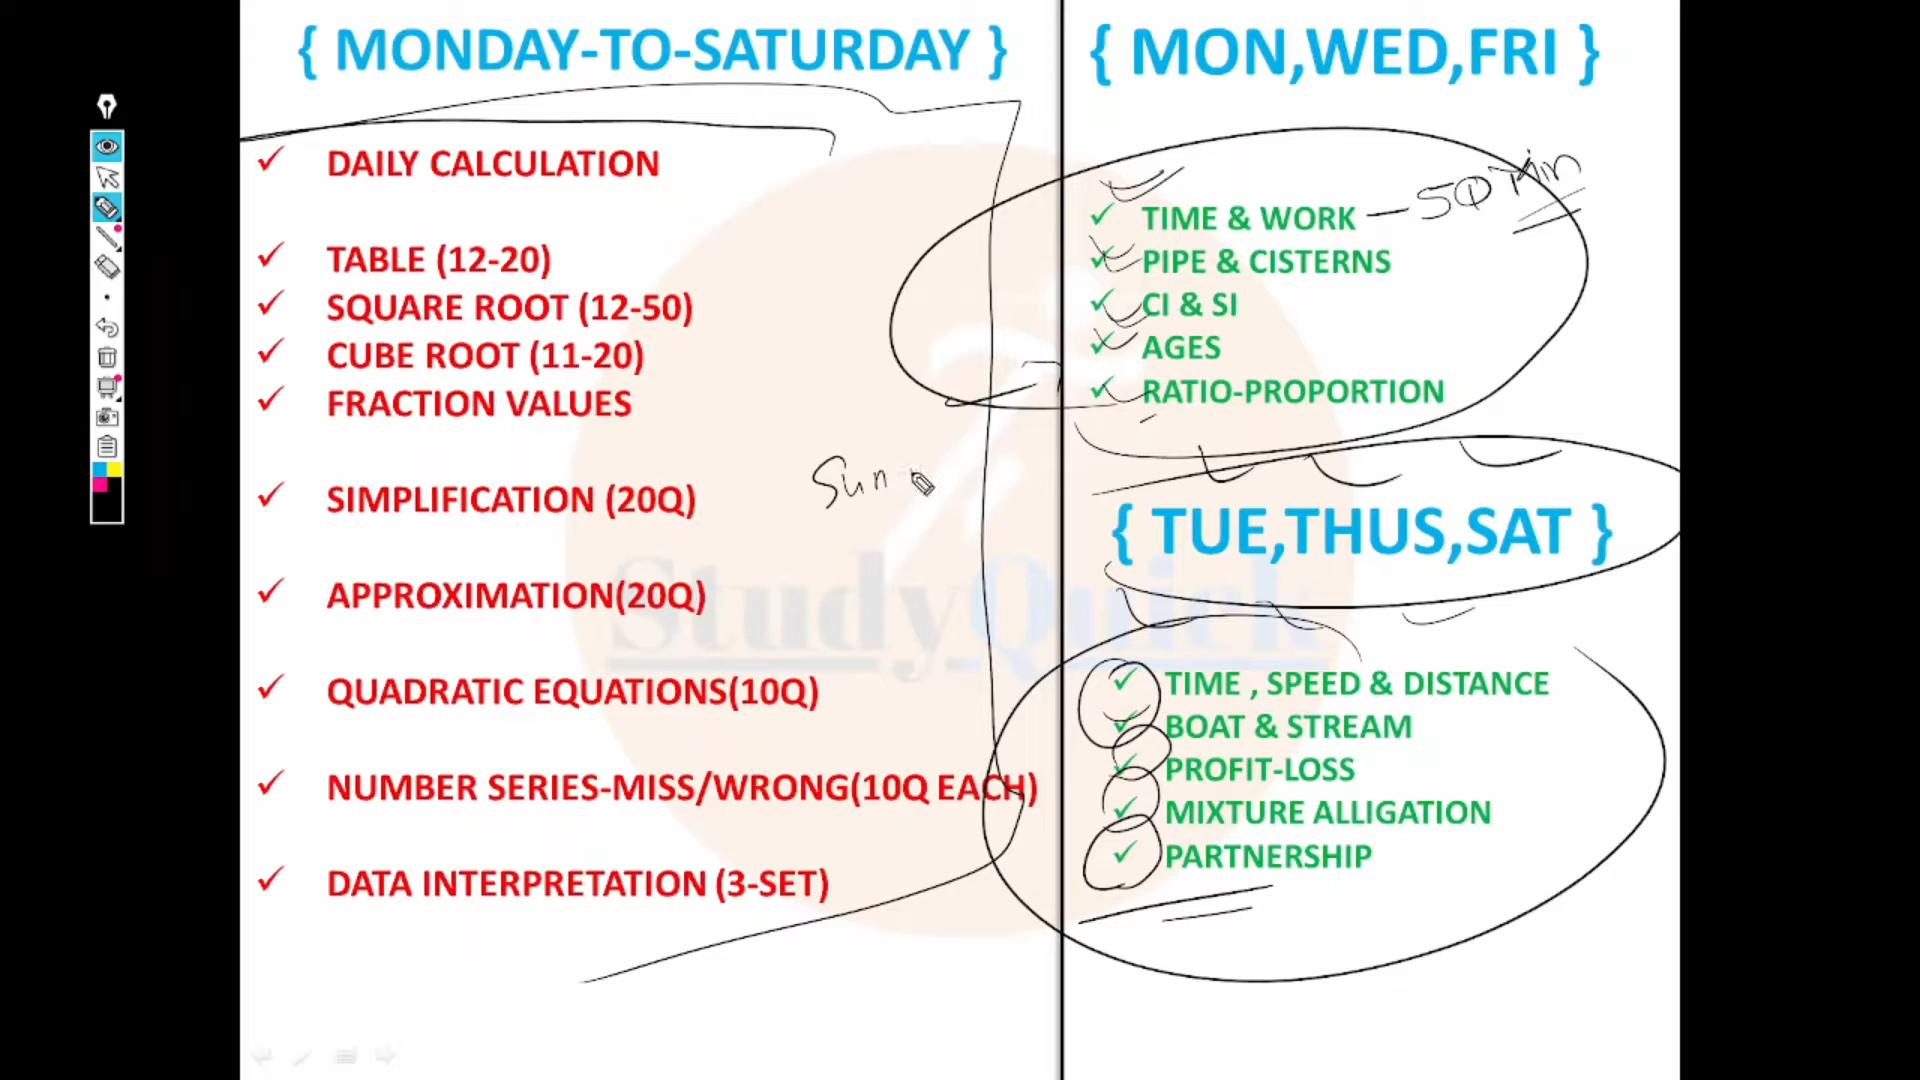 { MONDAY-TO-SATURDAY }
DAILY CALCULATION
TABLE (12-20)
SQUARE ROOT (12-50)
CUBE ROOT (11-20)
FRACTION VALUES
SIMPLIFICATION (20Q)
APPROXIMATION(20Q)
QUADRATIC EQUATIONS(10Q)
NUMBER SERIES-MISS/WRONG(10Q EACH)
DATA INTERPRETATION (3-SET)
Sun
StudyQuick
{ MON,WED,FRI }
TIME & WORK — 50 Min
PIPE & CISTERNS
CI & SI
AGES
RATIO-PROPORTION
{ TUE,THUS,SAT }
TIME , SPEED & DISTANCE
BOAT & STREAM
PROFIT-LOSS
MIXTURE ALLIGATION
PARTNERSHIP